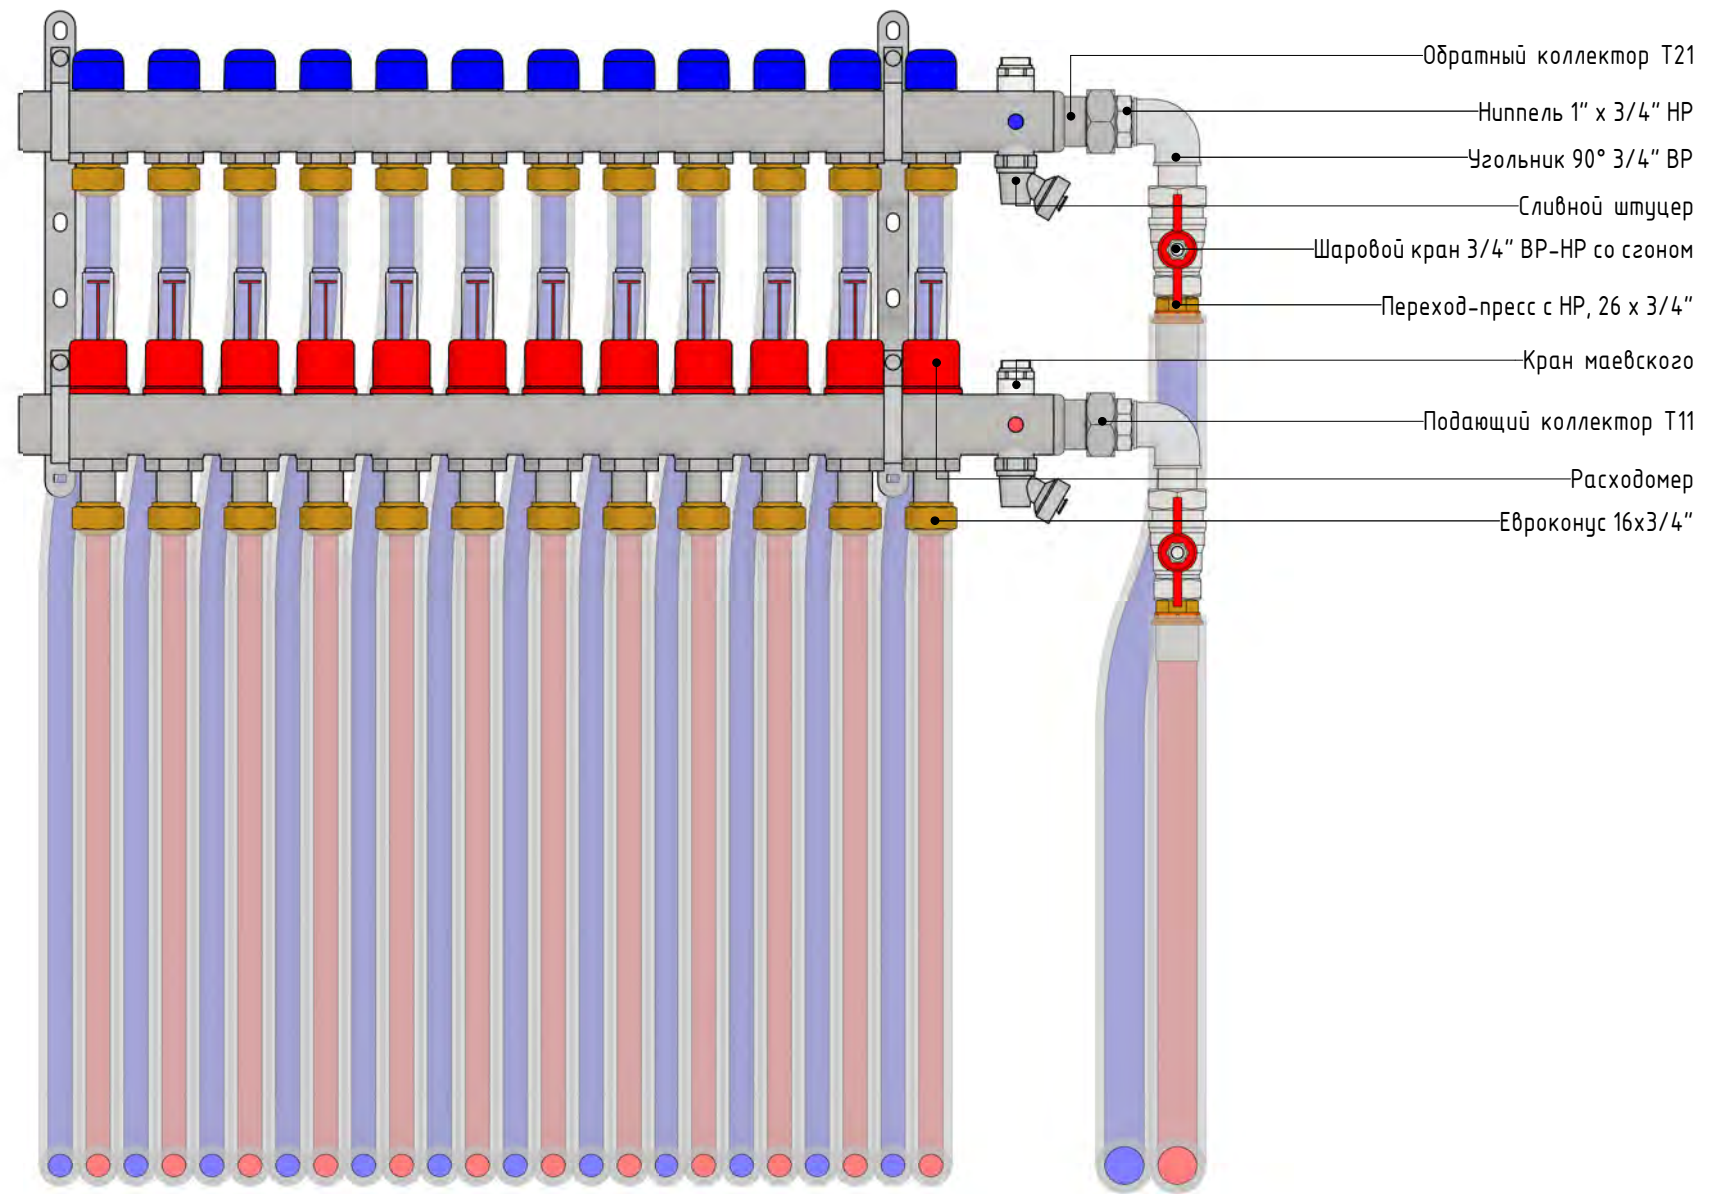 Обратный коллектор Т21
Ниппель 1" х 3/4" НР
Угольник 90° 3/4" ВР
Сливной штуцер
Шаровой кран 3/4" ВР-НР со сгоном
Переход-пресс с НР, 26 х 3/4"
Кран маевского
Подающий коллектор Т11
Расходомер
Евроконус 16х3/4"